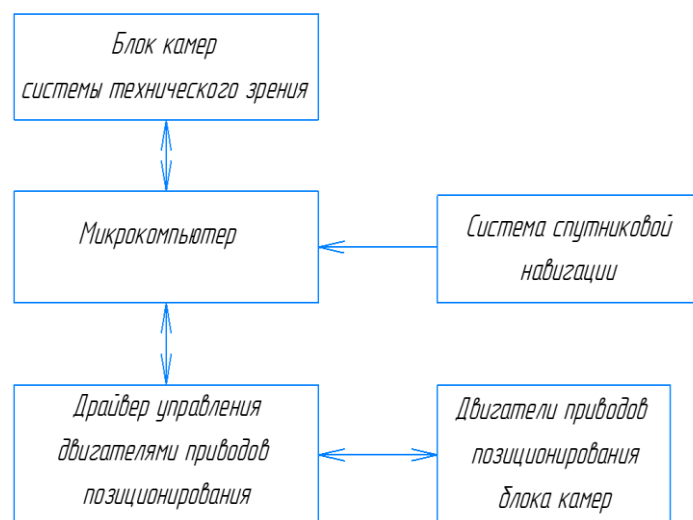 Блок камер
системы технического зрения
Микрокомпьютер
Система спутниковой
навигации
Драйвер управления
двигателями приводов
позиционирования
Двигатели приводов
позиционирования
блока камер